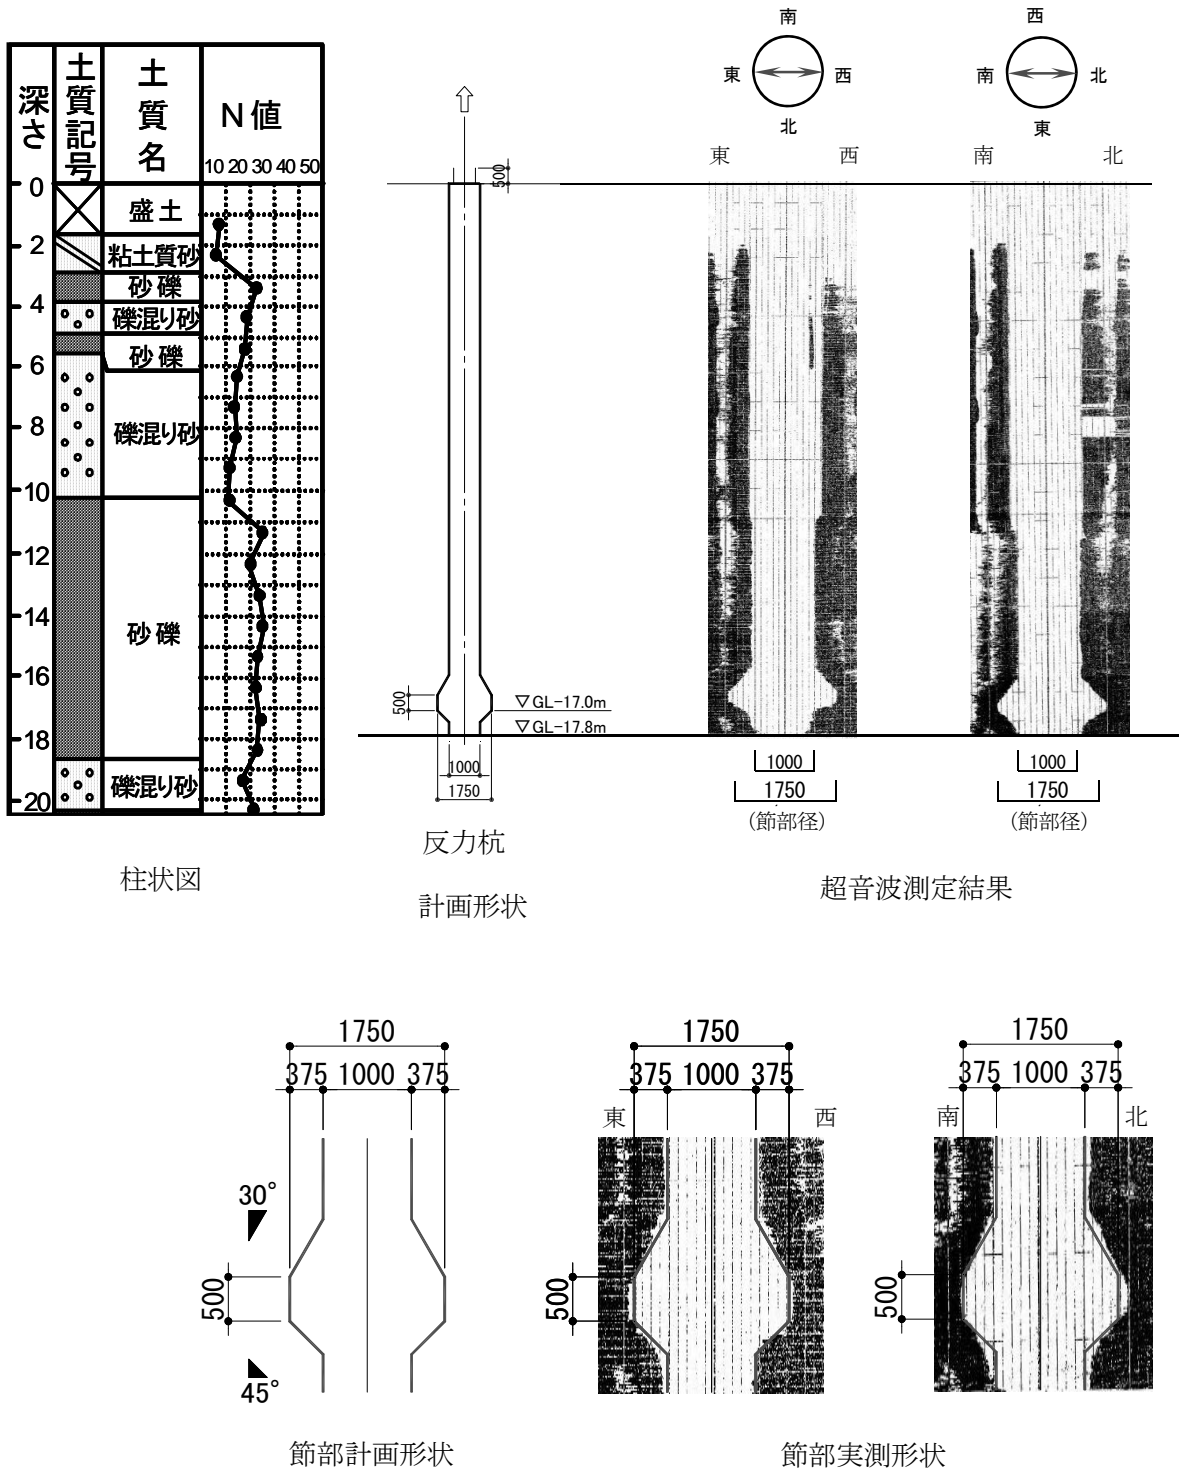 深さ
土質記号
土質名
N値
10 20 30 40 50
0
2
4
6
8
10
12
14
16
18
20
盛土
粘土質砂
砂礫
礫混り砂
砂礫
礫混り砂
砂礫
礫混り砂
柱状図
500
500
▽GL-17.0m
▽GL-17.8m
1000
1750
反力杭
計画形状
南
東 西
北
東 西
西
南 北
東
南 北
1000
1750
(節部径)
1000
1750
(節部径)
超音波測定結果
1750
375 1000 375
30°
500
45°
節部計画形状
1750
375 1000 375
東 西
500
1750
375 1000 375
南 北
500
節部実測形状